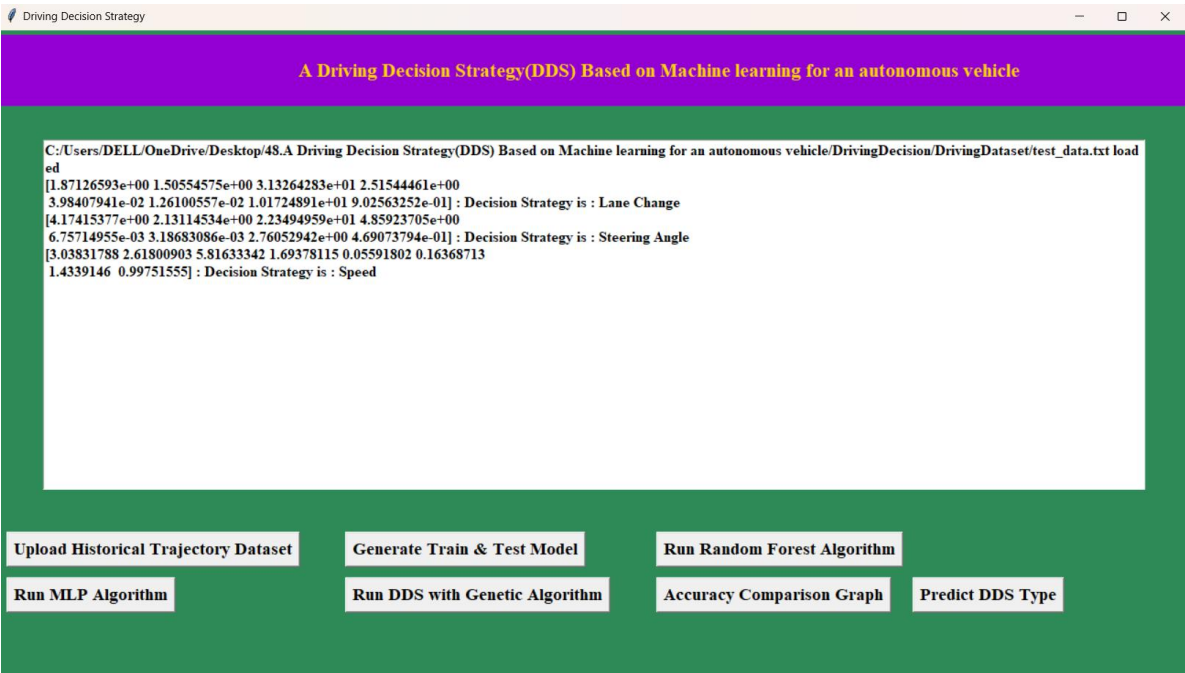 Driving Decision Strategy
A Driving Decision Strategy(DDS) Based on Machine learning for an autonomous vehicle
C:/Users/DELL/OneDrive/Desktop/48.A Driving Decision Strategy(DDS) Based on Machine learning for an autonomous vehicle/DrivingDecision/DrivingDataset/test_data.txt load
ed
[1.87126593e+00 1.50554575e+00 3.13264283e+01 2.51544461e+00
3.98407941e-02 1.26100557e-02 1.01724891e+01 9.02563252e-01] : Decision Strategy is : Lane Change
[4.17415377e+00 2.13114534e+00 2.23494959e+01 4.85923705e+00
6.75714955e-03 3.18683086e-03 2.76052942e+00 4.69073794e-01] : Decision Strategy is : Steering Angle
[3.03831788 2.61800903 5.81633342 1.69378115 0.05591802 0.16368713
1.4339146  0.99751555] : Decision Strategy is : Speed
Upload Historical Trajectory Dataset
Generate Train & Test Model
Run Random Forest Algorithm
Run MLP Algorithm
Run DDS with Genetic Algorithm
Accuracy Comparison Graph
Predict DDS Type